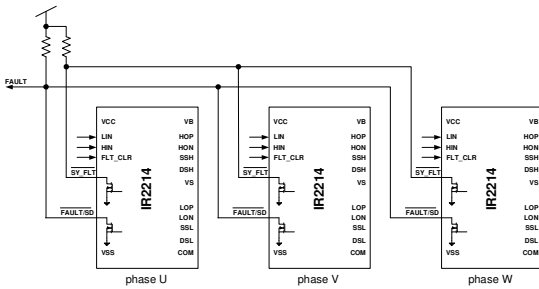 FAULT
VCC
LIN
HIN
FLT_CLR
SY_FLT
FAULT/SD
VSS
IR2214
VB
HOP
HON
SSH
DSH
VS
LOP
LON
SSL
DSL
COM
phase U
VCC
LIN
HIN
FLT_CLR
SY_FLT
FAULT/SD
VSS
IR2214
VB
HOP
HON
SSH
DSH
VS
LOP
LON
SSL
DSL
COM
phase V
VCC
LIN
HIN
FLT_CLR
SY_FLT
FAULT/SD
VSS
IR2214
VB
HOP
HON
SSH
DSH
VS
LOP
LON
SSL
DSL
COM
phase W